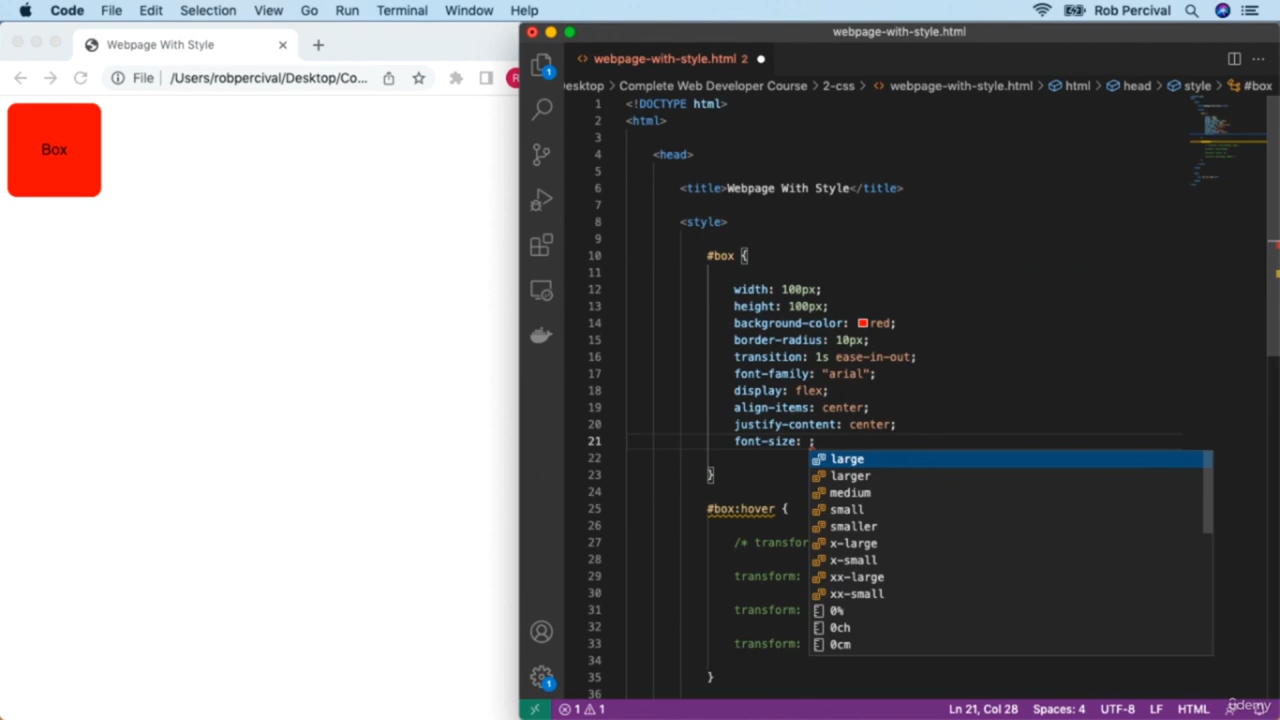 Code File Edit Selection View Go Run Terminal Window Help Rob Percival
Webpage With Style
File /Users/robpercival/Desktop/Co... R
Box
webpage-with-style.html
webpage-with-style.html 2
esktop > Complete Web Developer Course > 2-css > webpage-with-style.html > html > head > style > #box
1 <!DOCTYPE html>
2 <html>
3
4 <head>
5
6 <title>Webpage With Style</title>
7
8 <style>
9
10 #box {
11
12 width: 100px;
13 height: 100px;
14 background-color: red;
15 border-radius: 10px;
16 transition: 1s ease-in-out;
17 font-family: "arial";
18 display: flex;
19 align-items: center;
20 justify-content: center;
21 font-size: ;
22 large
larger
23 }
24 medium
25 #box:hover { small
26 smaller
27 /* transfor x-large
28 x-small
29 transform: xx-large
30 xx-small
31 transform: 0%
32 0ch
33 transform: 0cm
34
35 }
36
1
1
1 1 Ln 21, Col 28 Spaces: 4 UTF-8 LF HTML
ûdemy